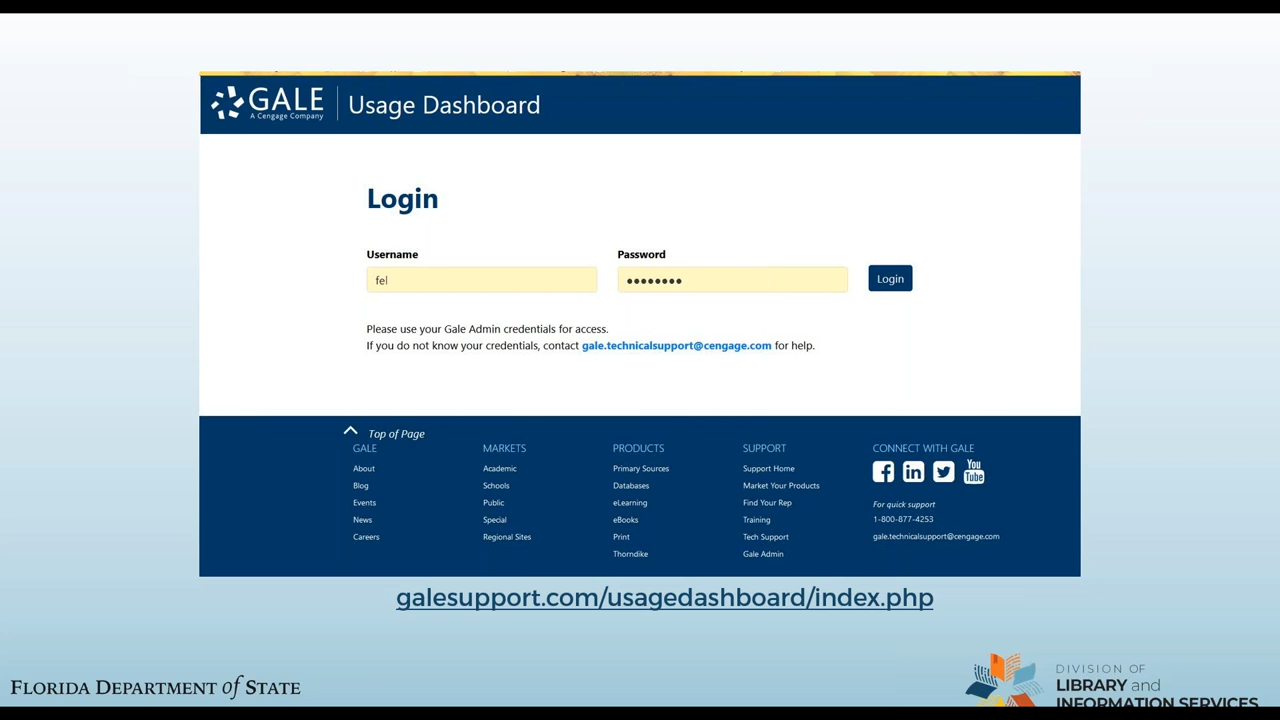 GALE
A Cengage Company
Usage Dashboard
Login
Username
Password
fel
••••••••
Login
Please use your Gale Admin credentials for access.
If you do not know your credentials, contact gale.technicalsupport@cengage.com for help.
Top of Page
GALE
About
Blog
Events
News
Careers
MARKETS
Academic
Schools
Public
Special
Regional Sites
PRODUCTS
Primary Sources
Databases
eLearning
eBooks
Print
Thorndike
SUPPORT
Support Home
Market Your Products
Find Your Rep
Training
Tech Support
Gale Admin
CONNECT WITH GALE
You
Tube
For quick support
1-800-877-4253
gale.technicalsupport@cengage.com
galesupport.com/usagedashboard/index.php
FLORIDA DEPARTMENT of STATE
DIVISION OF
LIBRARY and
INFORMATION SERVICES